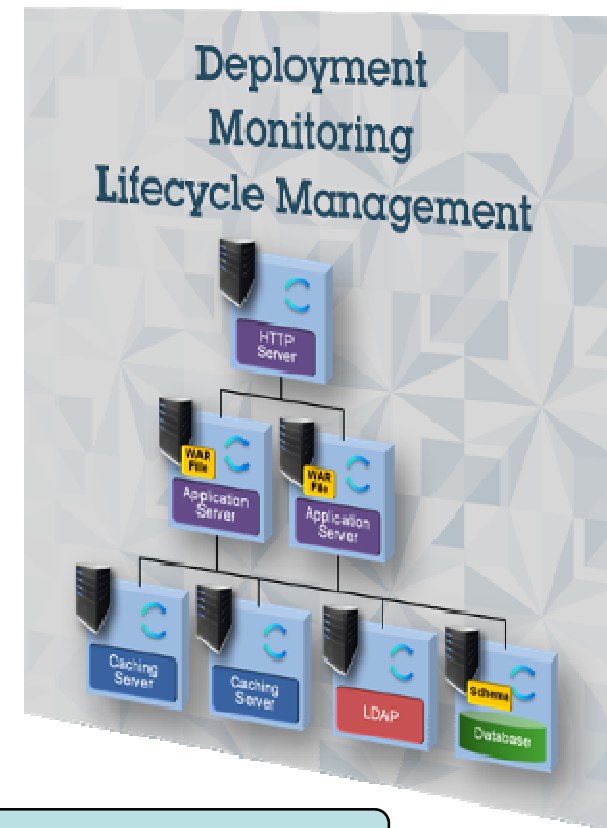 Deployment
Monitoring
Lifecycle Management
HTTP
Server
WAR
File
Application
Server
WAR
File
Application
Server
Caching
Server
Caching
Server
LDAP
Schema
Database